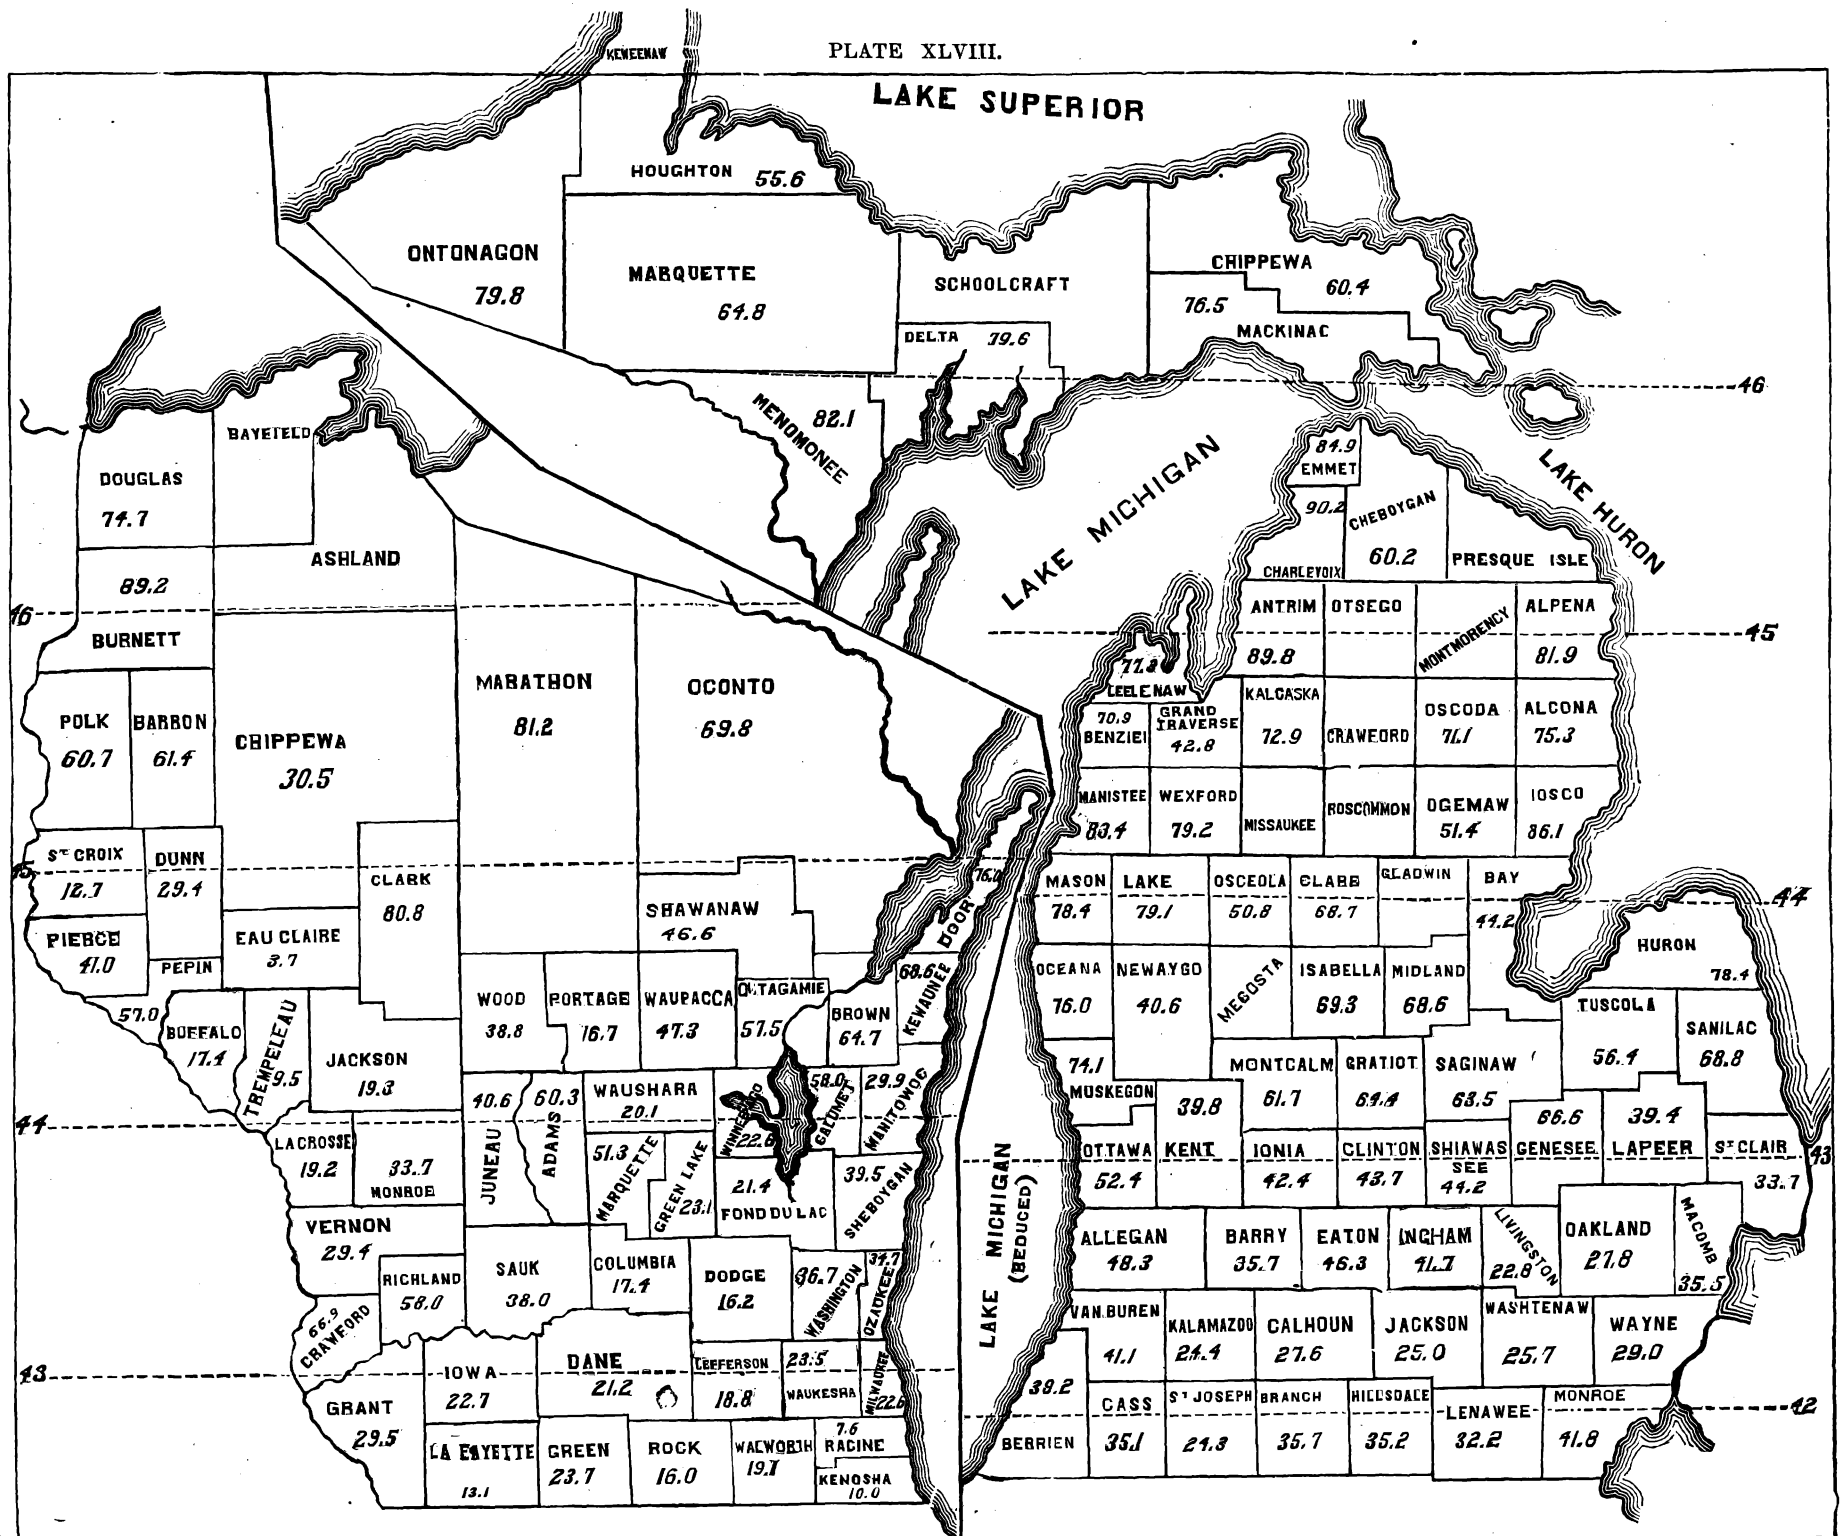 PLATE XLVIII.
KEWEENAW
LAKE SUPERIOR
HOUGHTON 55.6
ONTONAGON
79.8
MARQUETTE
64.8
SCHOOLCRAFT
CHIPPEWA
60.4
76.5
MACKINAC
DELTA 79.6
46
MENOMONEE
82.1
LAKE MICHIGAN
LAKE HURON
84.9
EMMET
90.2
CHARLEVOIX
CHEBOYGAN
60.2
PRESQUE ISLE
BAYFIELD
DOUGLAS
74.7
ASHLAND
89.2
46
BURNETT
ANTRIM
89.8
OTSEGO
MONTMORENCY
ALPENA
81.9
45
LEELENAW
POLK
60.7
BARRON
61.4
CHIPPEWA
30.5
MARATHON
81.2
OCONTO
69.8
70.9
BENZIE
GRAND
TRAVERSE
42.8
KALCASKA
72.9
CRAWFORD
OSCODA
71.1
ALCONA
75.3
MANISTEE
WEXFORD
79.2
MISSAUKEE
ROSCOMMON
OGEMAW
51.4
IOSCO
45
ST CROIX
12.7
DUNN
29.4
CLARK
80.8
SHAWANAW
46.6
76.0
DOOR
MASON
78.4
LAKE
79.1
OSCEOLA
50.8
CLARE
68.7
GLADWIN
BAY
44.2
44
PIERCE
41.0
PEPIN
57.0
EAU CLAIRE
3.7
WOOD
38.8
PORTAGE
16.7
WAUPACCA
47.3
OUTAGAMIE
57.5
BROWN
64.7
68.6
KEWAUNEE
OCEANA
76.0
NEWAYGO
40.6
MECOSTA
ISABELLA
69.3
MIDLAND
68.6
HURON
78.4
TUSCOLA
56.4
SANILAC
68.8
BUFFALO
17.4
TREMPELEAU
9.5
JACKSON
19.3
44
40.6
JUNEAU
60.3
ADAMS
WAUSHARA
20.1
WINNEBAGO
22.6
58.0
CALUMET
29.9
MANITOWOC
74.1
MUSKEGON
39.8
KENT
MONTCALM
61.7
GRATIOT
64.4
SAGINAW
63.5
66.6
GENESEE
39.4
LAPEER
ST CLAIR
33.7
43
LA CROSSE
19.2
33.7
MONROE
51.3
MARQUETTE
GREEN LAKE
23.1
21.4
FOND DU LAC
39.5
SHEBOYGAN
LAKE MICHIGAN
(REDUCED)
OTTAWA
52.4
IONIA
42.4
CLINTON
43.7
SHIAWAS
SEE
44.2
VERNON
29.4
RICHLAND
58.0
SAUK
38.0
COLUMBIA
17.4
DODGE
16.2
36.7
WASHINGTON
34.7
OZAUKEE
ALLEGAN
48.3
BARRY
35.7
EATON
46.3
INGHAM
41.7
LIVINGSTON
22.8
OAKLAND
27.8
MACOMB
35.5
66.9
CRAWFORD
43
IOWA
22.7
DANE
21.2
JEFFERSON
18.8
23.5
WAUKESHA
MILWAUKEE
22.6
VAN BUREN
41.1
KALAMAZOO
24.4
CALHOUN
27.6
JACKSON
25.0
WASHTENAW
25.7
WAYNE
29.0
GRANT
29.5
LA FAYETTE
13.1
GREEN
23.7
ROCK
16.0
WALWORTH
19.7
7.6
RACINE
KENOSHA
10.0
39.2
BERRIEN
CASS
35.1
ST JOSEPH
24.3
BRANCH
35.7
HILLSDALE
35.2
LENAWEE
32.2
MONROE
41.8
42